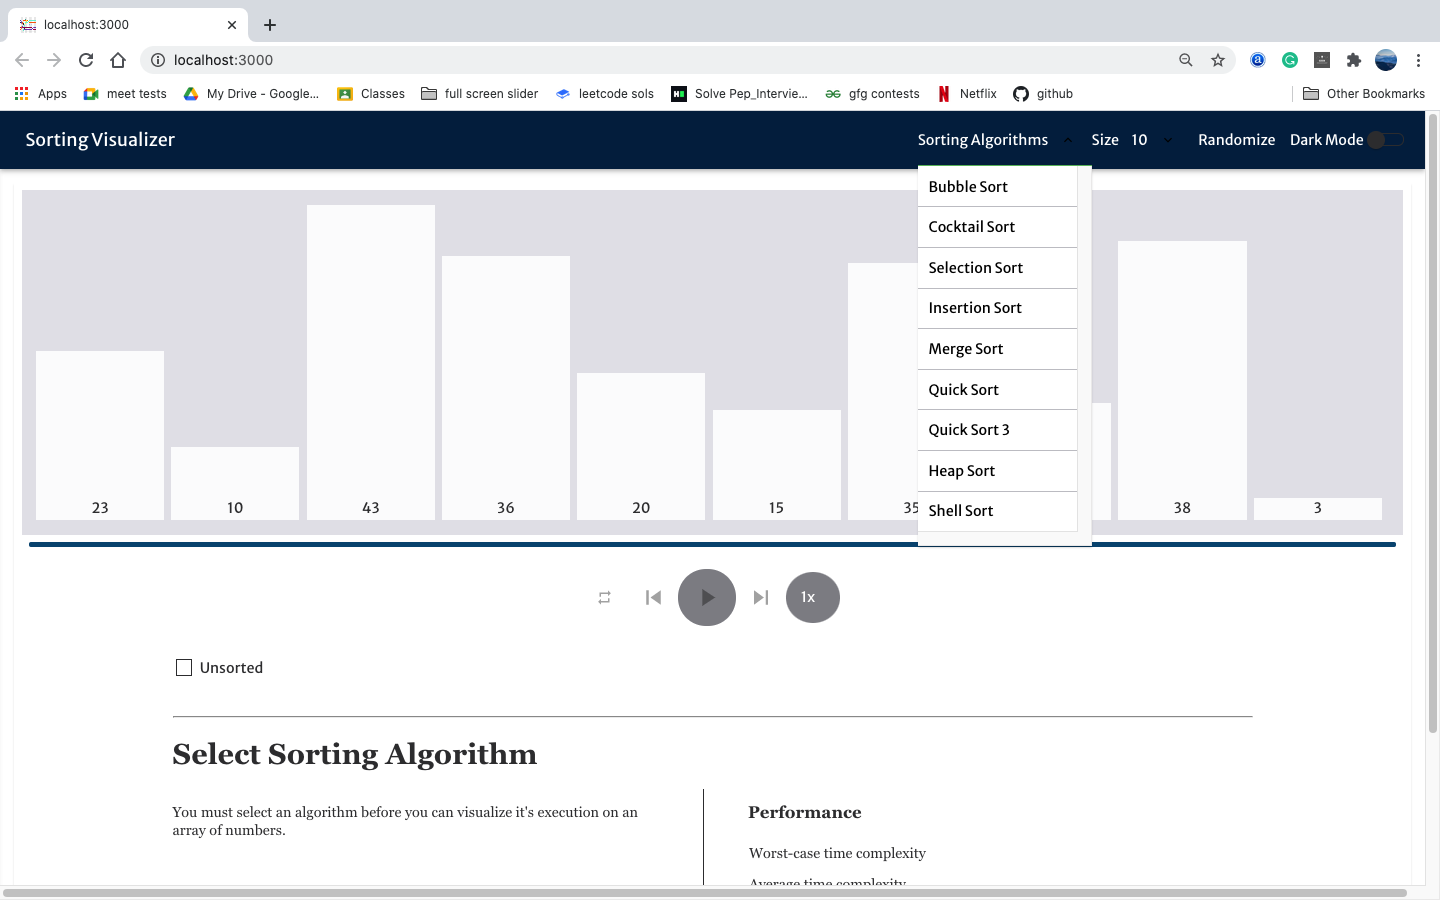 localhost:3000
localhost:3000
Apps meet tests My Drive - Google... Classes full screen slider leetcode sols Solve Pep_Intervie... gfg contests Netflix github Other Bookmarks
Sorting Visualizer Sorting Algorithms Size 10 Randomize Dark Mode
Bubble Sort
Cocktail Sort
Selection Sort
Insertion Sort
Merge Sort
Quick Sort
Quick Sort 3
Heap Sort
Shell Sort
23 10 43 36 20 15 35 38 3
1x
Unsorted
Select Sorting Algorithm
You must select an algorithm before you can visualize it's execution on an
array of numbers.
Performance
Worst-case time complexity
Average time complexity